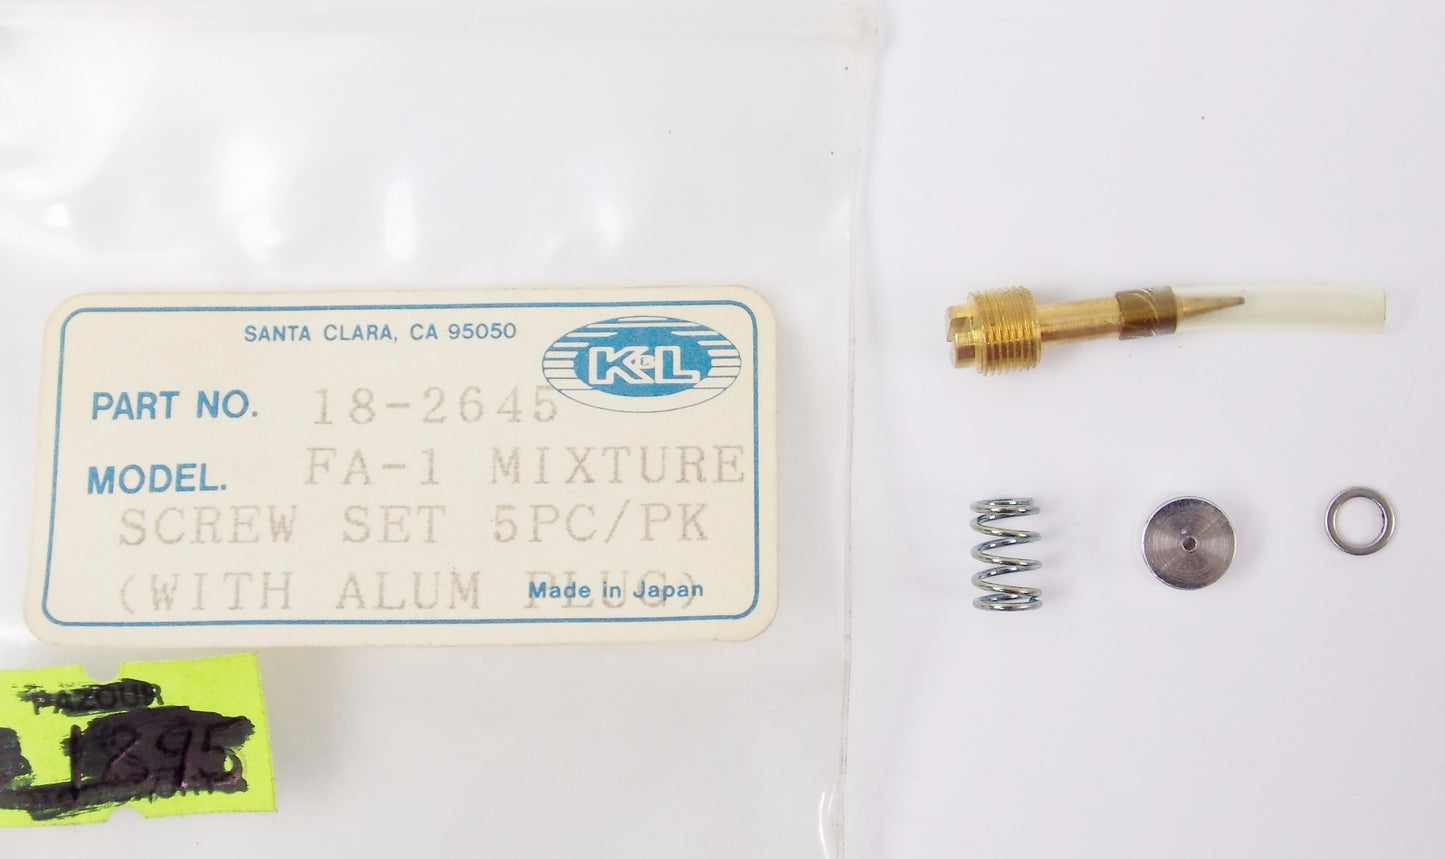 SANTA CLARA, CA 95050
K&L
PART NO. 18-2645
MODEL. FA-1 MIXTURE
SCREW SET 5PC/PK
(WITH ALUM PLUG)
Made in Japan
1895